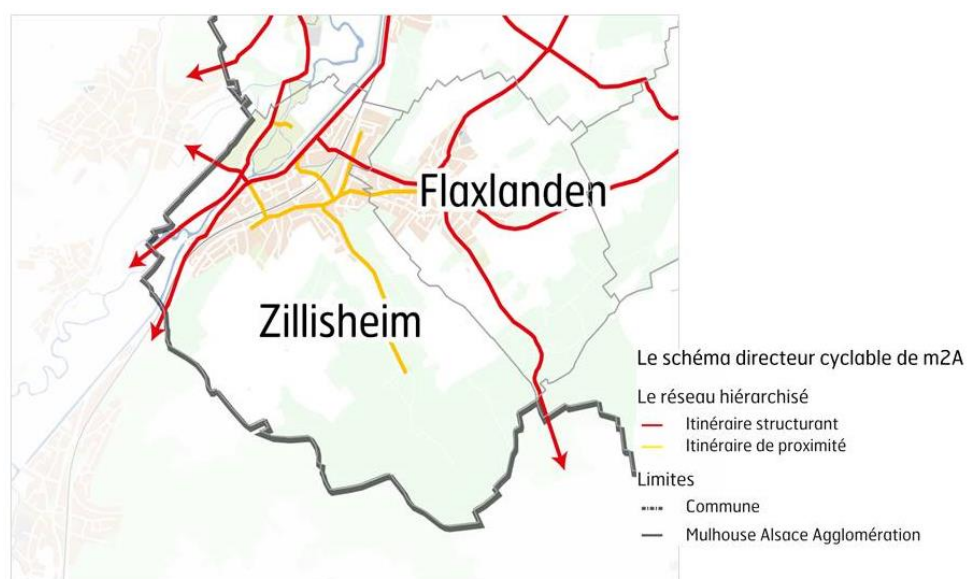 Flaxlanden
Zillisheim
Le schéma directeur cyclable de m2A
Le réseau hiérarchisé
Itinéraire structurant
Itinéraire de proximité
Limites
Commune
Mulhouse Alsace Agglomération